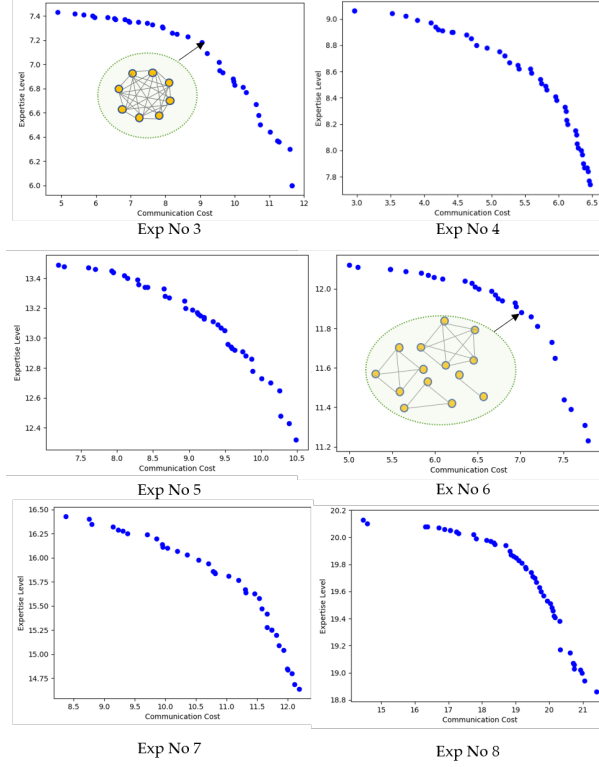 7.4
7.2
7.0
6.8
6.6
6.4
6.2
6.0
Expertise Level
5 6 7 8 9 10 11 12
Communication Cost
Exp No 3
9.0
8.8
8.6
8.4
8.2
8.0
7.8
Expertise Level
3.0 3.5 4.0 4.5 5.0 5.5 6.0 6.5
Communication Cost
Exp No 4
13.4
13.2
13.0
12.8
12.6
12.4
Expertise Level
7.5 8.0 8.5 9.0 9.5 10.0 10.5
Communication Cost
Exp No 5
12.0
11.8
11.6
11.4
11.2
Expertise Level
5.0 5.5 6.0 6.5 7.0 7.5
Communication Cost
Ex No 6
16.50
16.25
16.00
15.75
15.50
15.25
15.00
14.75
Expertise Level
8.5 9.0 9.5 10.0 10.5 11.0 11.5 12.0
Communication Cost
Exp No 7
20.2
20.0
19.8
19.6
19.4
19.2
19.0
18.8
Expertise Level
15 16 17 18 19 20 21
Communication Cost
Exp No 8